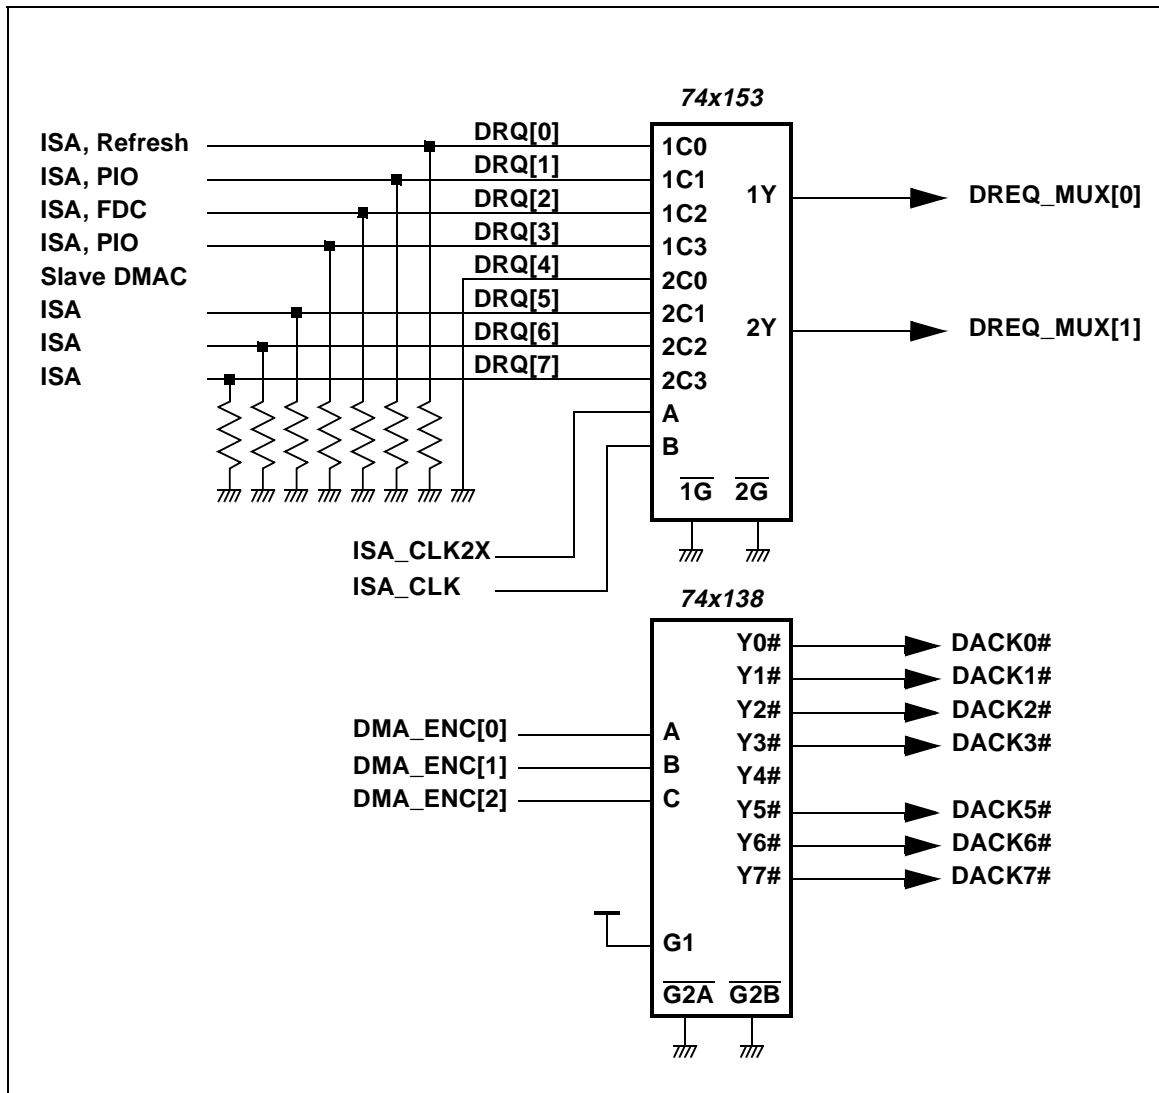 74x153
ISA, Refresh DRQ[0] 1C0
ISA, PIO DRQ[1] 1C1 1Y DREQ_MUX[0]
ISA, FDC DRQ[2] 1C2
ISA, PIO DRQ[3] 1C3
Slave DMAC DRQ[4] 2C0
ISA DRQ[5] 2C1
ISA DRQ[6] 2C2 2Y DREQ_MUX[1]
ISA DRQ[7] 2C3
A
B
1G 2G
ISA_CLK2X
ISA_CLK
74x138
Y0# DACK0#
Y1# DACK1#
Y2# DACK2#
DMA_ENC[0] A Y3# DACK3#
DMA_ENC[1] B Y4#
DMA_ENC[2] C Y5# DACK5#
Y6# DACK6#
Y7# DACK7#
G1
G2A G2B